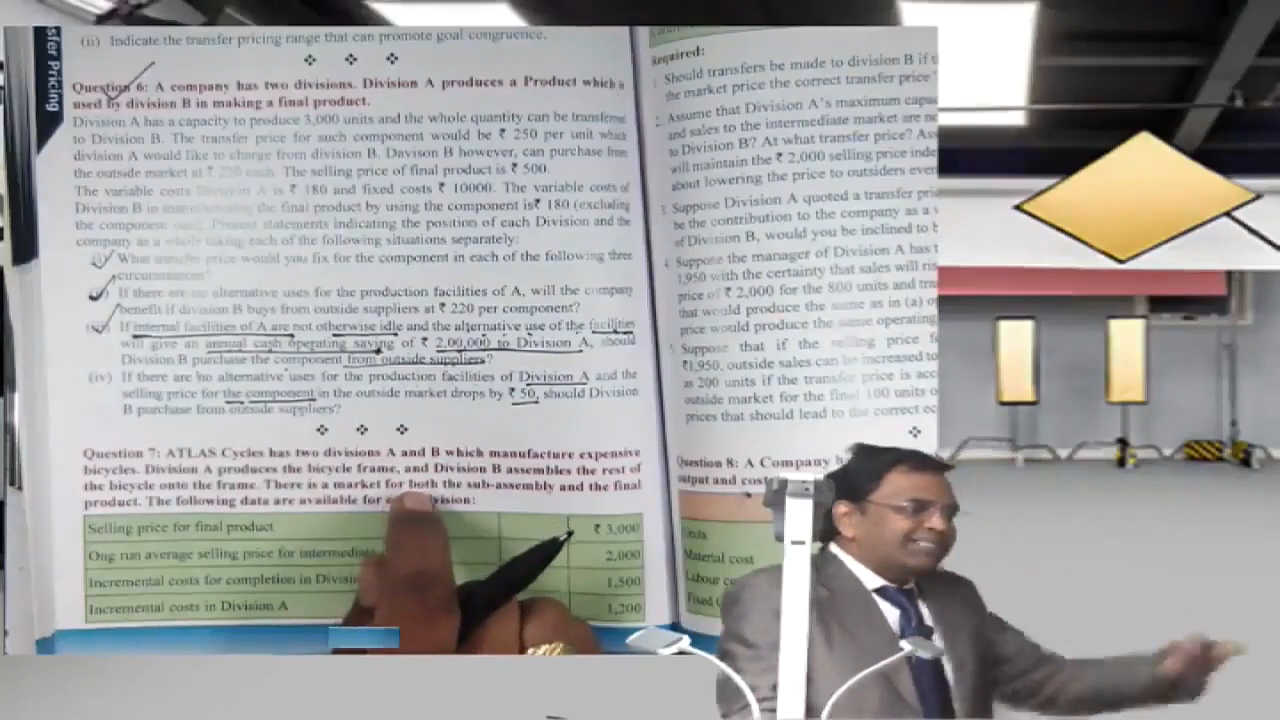 sfer Pricing
(ii) Indicate the transfer pricing range that can promote goal congruence.
Question 6: A company has two divisions. Division A produces a Product which is
used by division B in making a final product.
Division A has a capacity to produce 3,000 units and the whole quantity can be transferred
to Division B. The transfer price for such component would be ₹ 250 per unit which
division A would like to charge from division B. Davison B however, can purchase from
the outside market at ₹ 220 each. The selling price of final product is ₹ 500.
The variable costs Division A is ₹ 180 and fixed costs ₹ 10000. The variable costs of
Division B in the final product by using the component is₹ 180 (excluding
the component Present statements indicating the position of each Division and the
company as a whole taking each of the following situations separately:
(i) What transfer price would you fix for the component in each of the following three
circumstances?
If there are no alternative uses for the production facilities of A, will the company
benefit if division B buys from outside suppliers at ₹ 220 per component?
If internal facilities of A are not otherwise idle and the alternative use of the facilities
will give an annual cash operating saving of ₹ 2,00,000 to Division A, should
Division B purchase the component from outside suppliers?
(iv) If there are no alternative uses for the production facilities of Division A and the
selling price for the component in the outside market drops by ₹ 50, should Division
B purchase from outside suppliers?
Question 7: ATLAS Cycles has two divisions A and B which manufacture expensive
bicycles. Division A produces the bicycle frame, and Division B assembles the rest of
the bicycle onto the frame. There is a market for both the sub-assembly and the final
product. The following data are available for vision:
Selling price for final product ₹ 3,000
Ong run average selling price for intermediate 2,000
Incremental costs for completion in Divisi 1,500
Incremental costs in Division A 1,200
Required:
Should transfers be made to division B if t
the market price the correct transfer price
Assume that Division A's maximum capac
and sales to the intermediate market are ne
to Division B? At what transfer price? As
will maintain the ₹ 2,000 selling price inde
about lowering the price to outsiders even
Suppose Division A quoted a transfer pri
be the contribution to the company as a
of Division B, would you be inclined to b
4. Suppose the manager of Division A has t
1,950 with the certainty that sales will ris
price of ₹ 2,000 for the 800 units and tra
that would produce the same as in (a) o
price would produce the same operating
Suppose that if the selling price f
₹1,950, outside sales can be increased to
as 200 units if the transfer price is acc
outside market for the final 100 units o
prices that should lead to the correct ec
Question 8: A Company h
output and cost
Units
Material cost
Labour co
Fixed